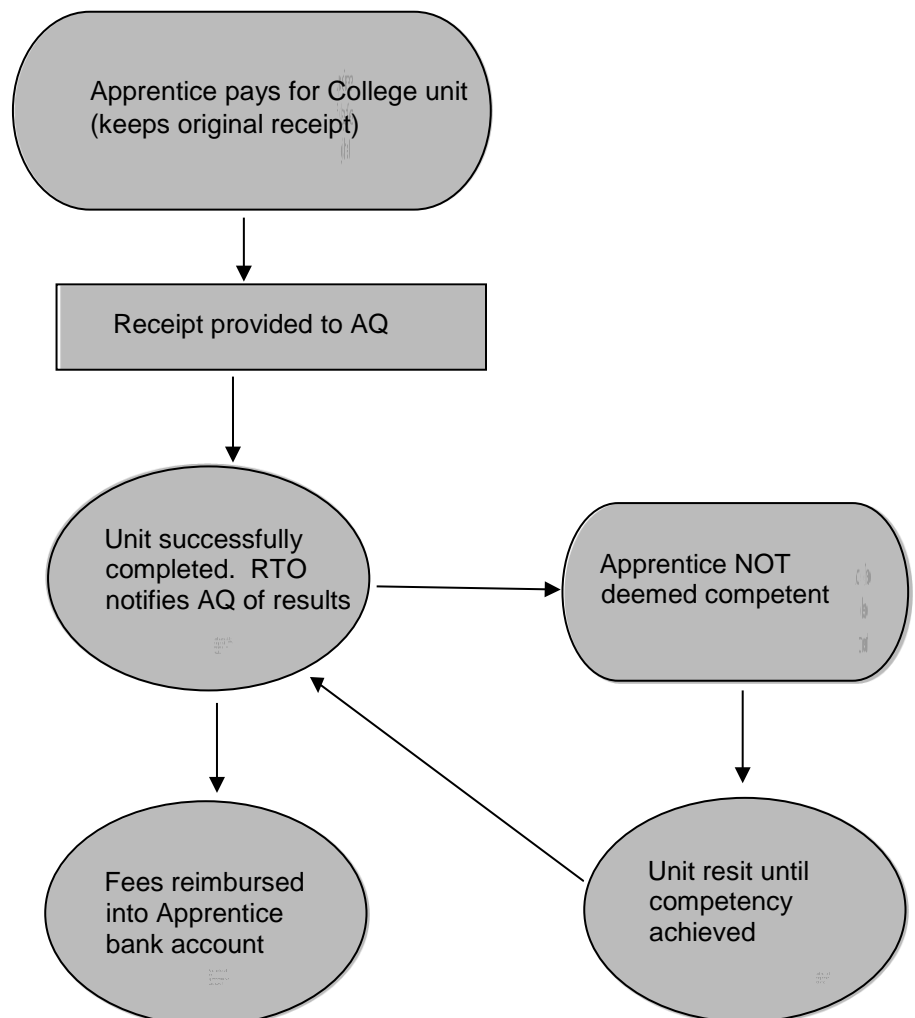 Apprentice pays for College unit
(keeps original receipt)
Receipt provided to AQ
Unit successfully
completed.  RTO
notifies AQ of results
Apprentice NOT
deemed competent
Fees reimbursed
into Apprentice
bank account
Unit resit until
competency
achieved